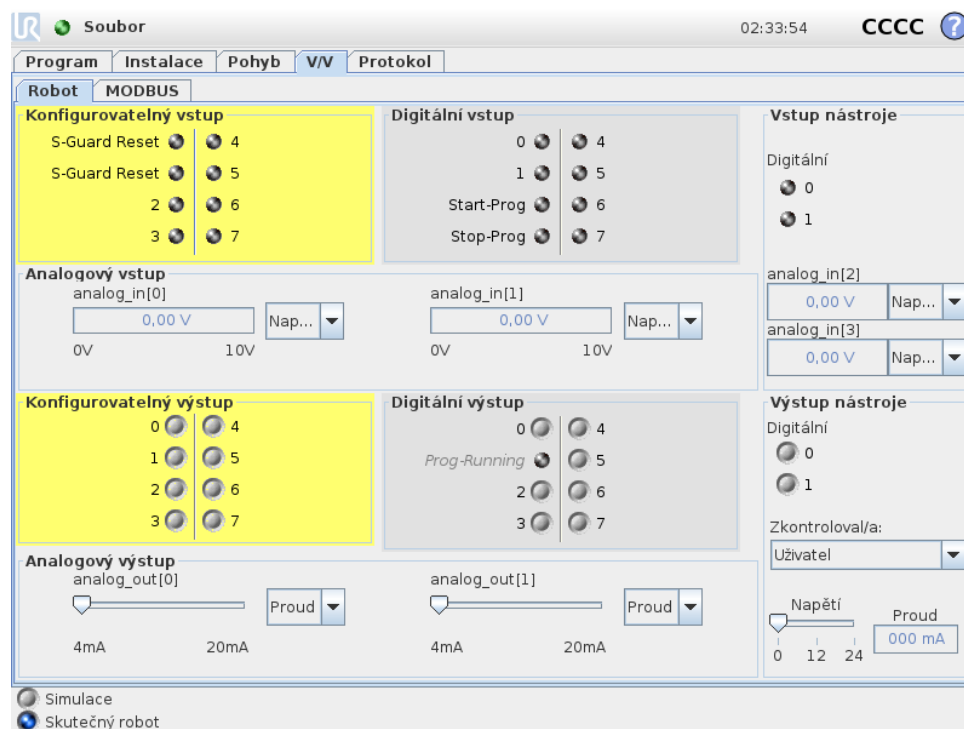 UR Soubor 02:33:54 CCCC ?
Program Instalace Pohyb V/V Protokol
Robot MODBUS
Konfigurovatelný vstup
S-Guard Reset 4
S-Guard Reset 5
2 6
3 7
Digitální vstup
0 4
1 5
Start-Prog 6
Stop-Prog 7
Vstup nástroje
Digitální
0
1
analog_in[2]
0,00 V Nap...
analog_in[3]
0,00 V Nap...
Analogový vstup
analog_in[0]
0,00 V Nap...
0V 10V
analog_in[1]
0,00 V Nap...
0V 10V
Konfigurovatelný výstup
0 4
1 5
2 6
3 7
Digitální výstup
0 4
Prog-Running 5
2 6
3 7
Výstup nástroje
Digitální
0
1
Zkontroloval/a:
Uživatel
Napětí
0 12 24
Proud
000 mA
Analogový výstup
analog_out[0]
Proud
4mA 20mA
analog_out[1]
Proud
4mA 20mA
Simulace
Skutečný robot